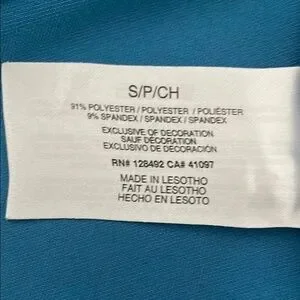 S/P/CH
91% POLYESTER / POLYESTER / POLIÉSTER
9% SPANDEX / SPANDEX / SPANDEX
EXCLUSIVE OF DECORATION
SAUF DÉCORATION
EXCLUSIVO DE DECORACIÓN
RN# 128492 CA# 41097
MADE IN LESOTHO
FAIT AU LESOTHO
HECHO EN LESOTO